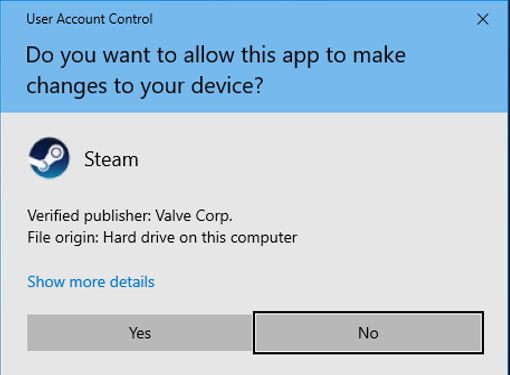 User Account Control
Do you want to allow this app to make
changes to your device?
Steam
Verified publisher: Valve Corp.
File origin: Hard drive on this computer
Show more details
Yes
No